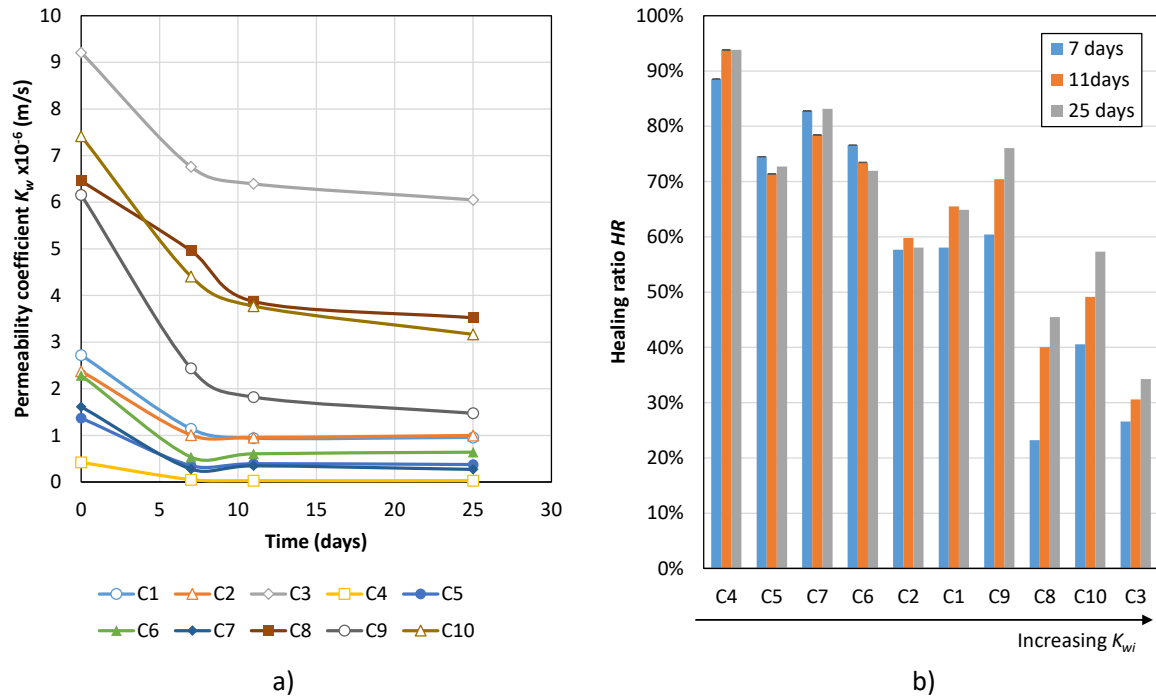 10
9
8
7
6
5
4
3
2
1
0
Permeability coefficient Kw x10-6 (m/s)
0 5 10 15 20 25 30
Time (days)
C1 C2 C3 C4 C5
C6 C7 C8 C9 C10
a)
100%
90%
80%
70%
60%
50%
40%
30%
20%
10%
0%
Healing ratio HR
7 days
11days
25 days
C4 C5 C7 C6 C2 C1 C9 C8 C10 C3
Increasing Kwi
b)